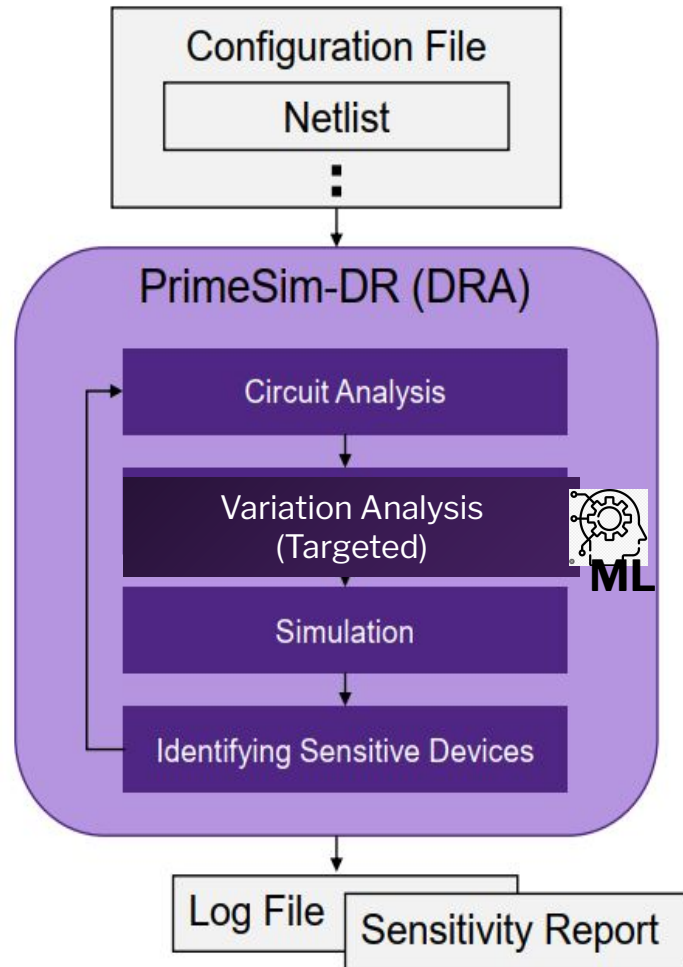 Configuration File
Netlist
PrimeSim-DR (DRA)
Circuit Analysis
Variation Analysis
(Targeted)
ML
Simulation
Identifying Sensitive Devices
Log File
Sensitivity Report